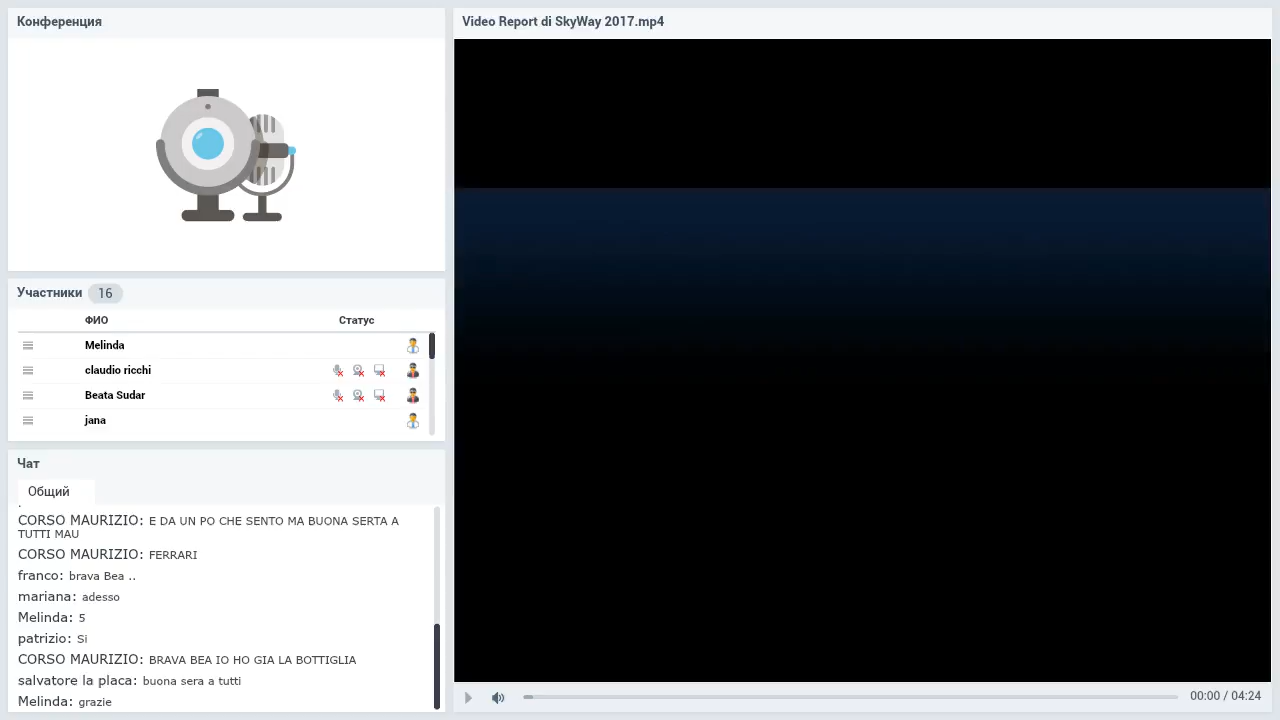 Конференция
Video Report di SkyWay 2017.mp4
Участники 16
ФИО Статус
Melinda
claudio ricchi
Beata Sudar
jana
Чат
Общий
CORSO MAURIZIO: E DA UN PO CHE SENTO MA BUONA SERTA A
TUTTI MAU
CORSO MAURIZIO: FERRARI
franco: brava Bea ..
mariana: adesso
Melinda: 5
patrizio: Si
CORSO MAURIZIO: BRAVA BEA IO HO GIA LA BOTTIGLIA
salvatore la placa: buona sera a tutti
Melinda: grazie
00:00 / 04:24